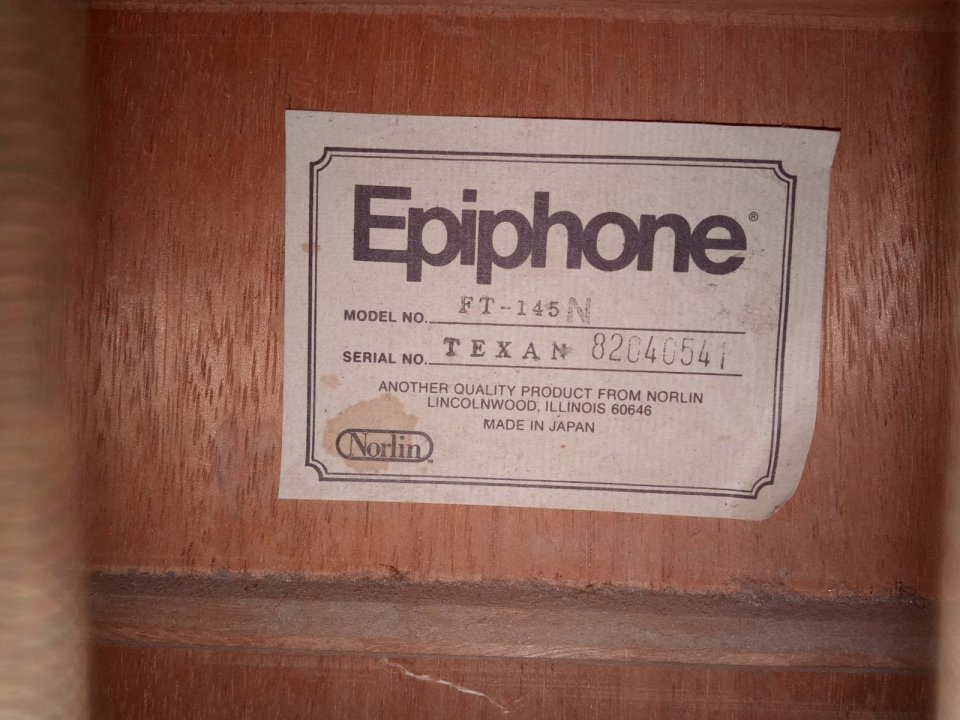 Epiphone®
MODEL NO. FT-145N
SERIAL NO. TEXAN 82040541
ANOTHER QUALITY PRODUCT FROM NORLIN
LINCOLNWOOD, ILLINOIS 60646
MADE IN JAPAN
Norlin